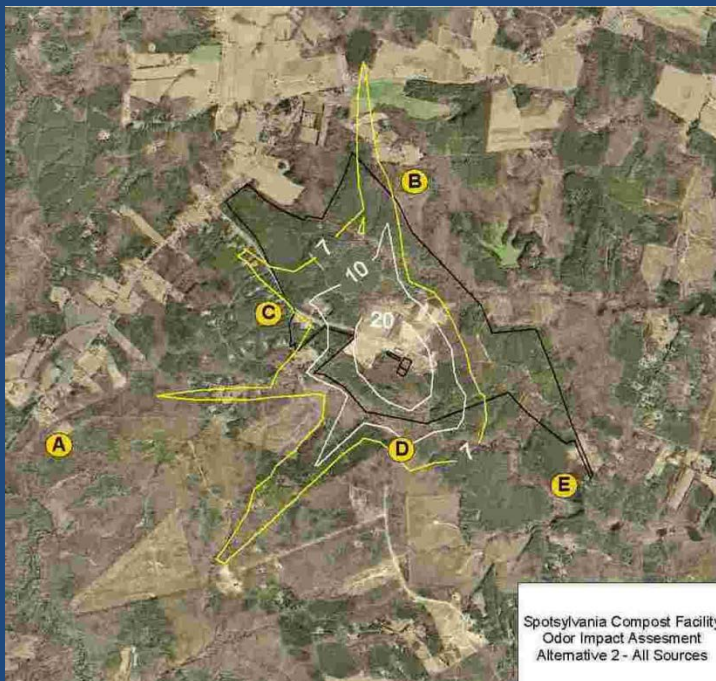 B
7
10
C
20
A
D
7
E
Spotsylvania Compost Facility
Odor Impact Assesment
Alternative 2 - All Sources